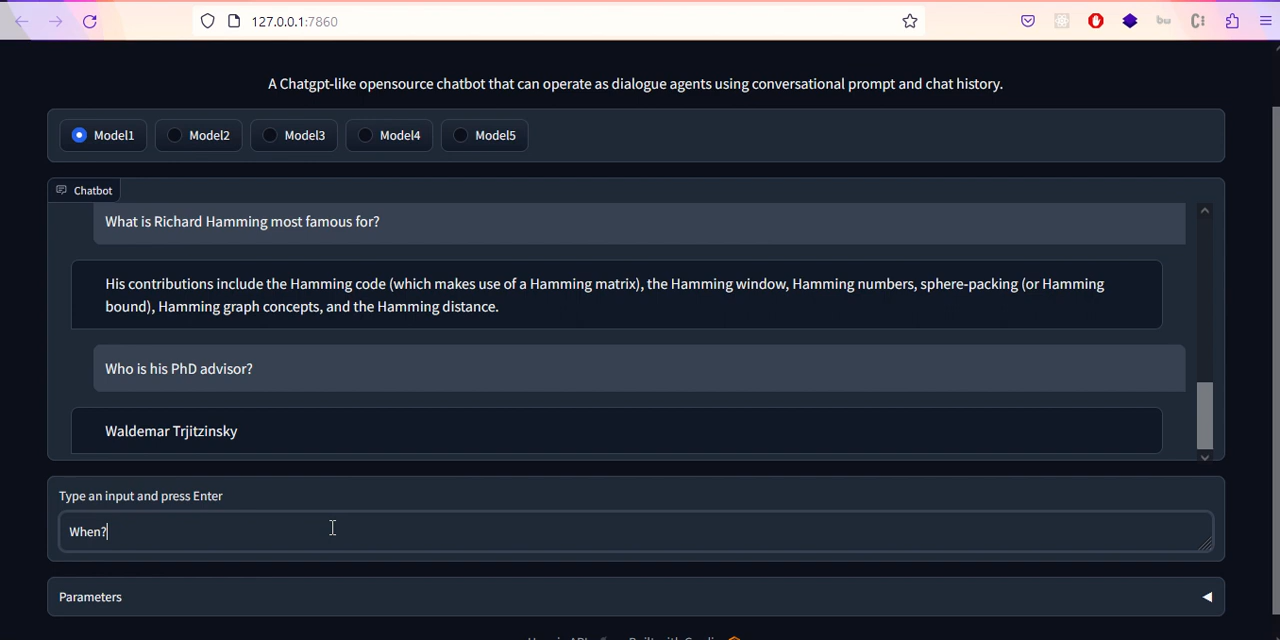 127.0.0.1:7860
A Chatgpt-like opensource chatbot that can operate as dialogue agents using conversational prompt and chat history.
Model1 Model2 Model3 Model4 Model5
Chatbot
What is Richard Hamming most famous for?
His contributions include the Hamming code (which makes use of a Hamming matrix), the Hamming window, Hamming numbers, sphere-packing (or Hamming
bound), Hamming graph concepts, and the Hamming distance.
Who is his PhD advisor?
Waldemar Trjitzinsky
Type an input and press Enter
When?
Parameters